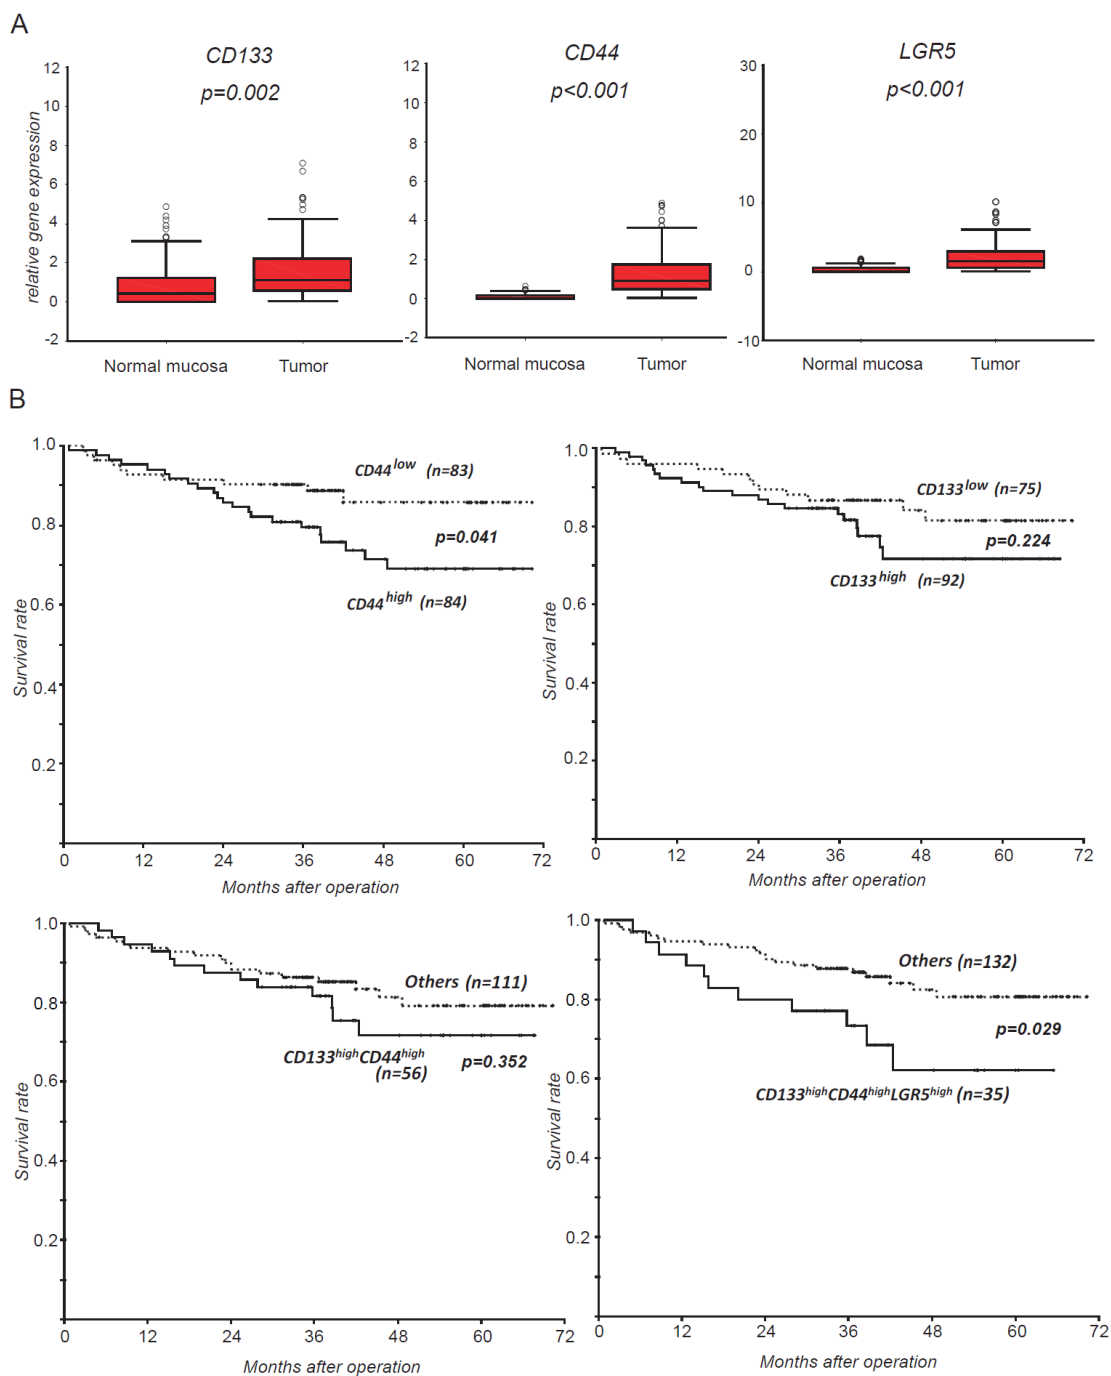 A
CD133
p=0.002
CD44
p<0.001
LGR5
p<0.001
relative gene expression
12
10
8
6
4
2
0
-2
Normal mucosa
Tumor
12
10
8
6
4
2
0
-2
Normal mucosa
Tumor
30
20
10
0
-10
Normal mucosa
Tumor
B
Survival rate
1.0
0.8
0.6
0.4
0.2
CD44low (n=83)
p=0.041
CD44high (n=84)
0 12 24 36 48 60 72
Months after operation
Survival rate
1.0
0.8
0.6
0.4
0.2
CD133low (n=75)
p=0.224
CD133high (n=92)
0 12 24 36 48 60 72
Months after operation
Survival rate
1.0
0.8
0.6
0.4
0.2
Others (n=111)
CD133highCD44high
(n=56)
p=0.352
0 12 24 36 48 60 72
Months after operation
Survival rate
1.0
0.8
0.6
0.4
0.2
Others (n=132)
p=0.029
CD133highCD44highLGR5high (n=35)
0 12 24 36 48 60 72
Months after operation